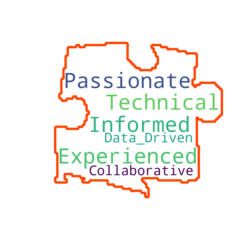 Passionate
Technical
Informed
Data_Driven
Experienced
Collaborative